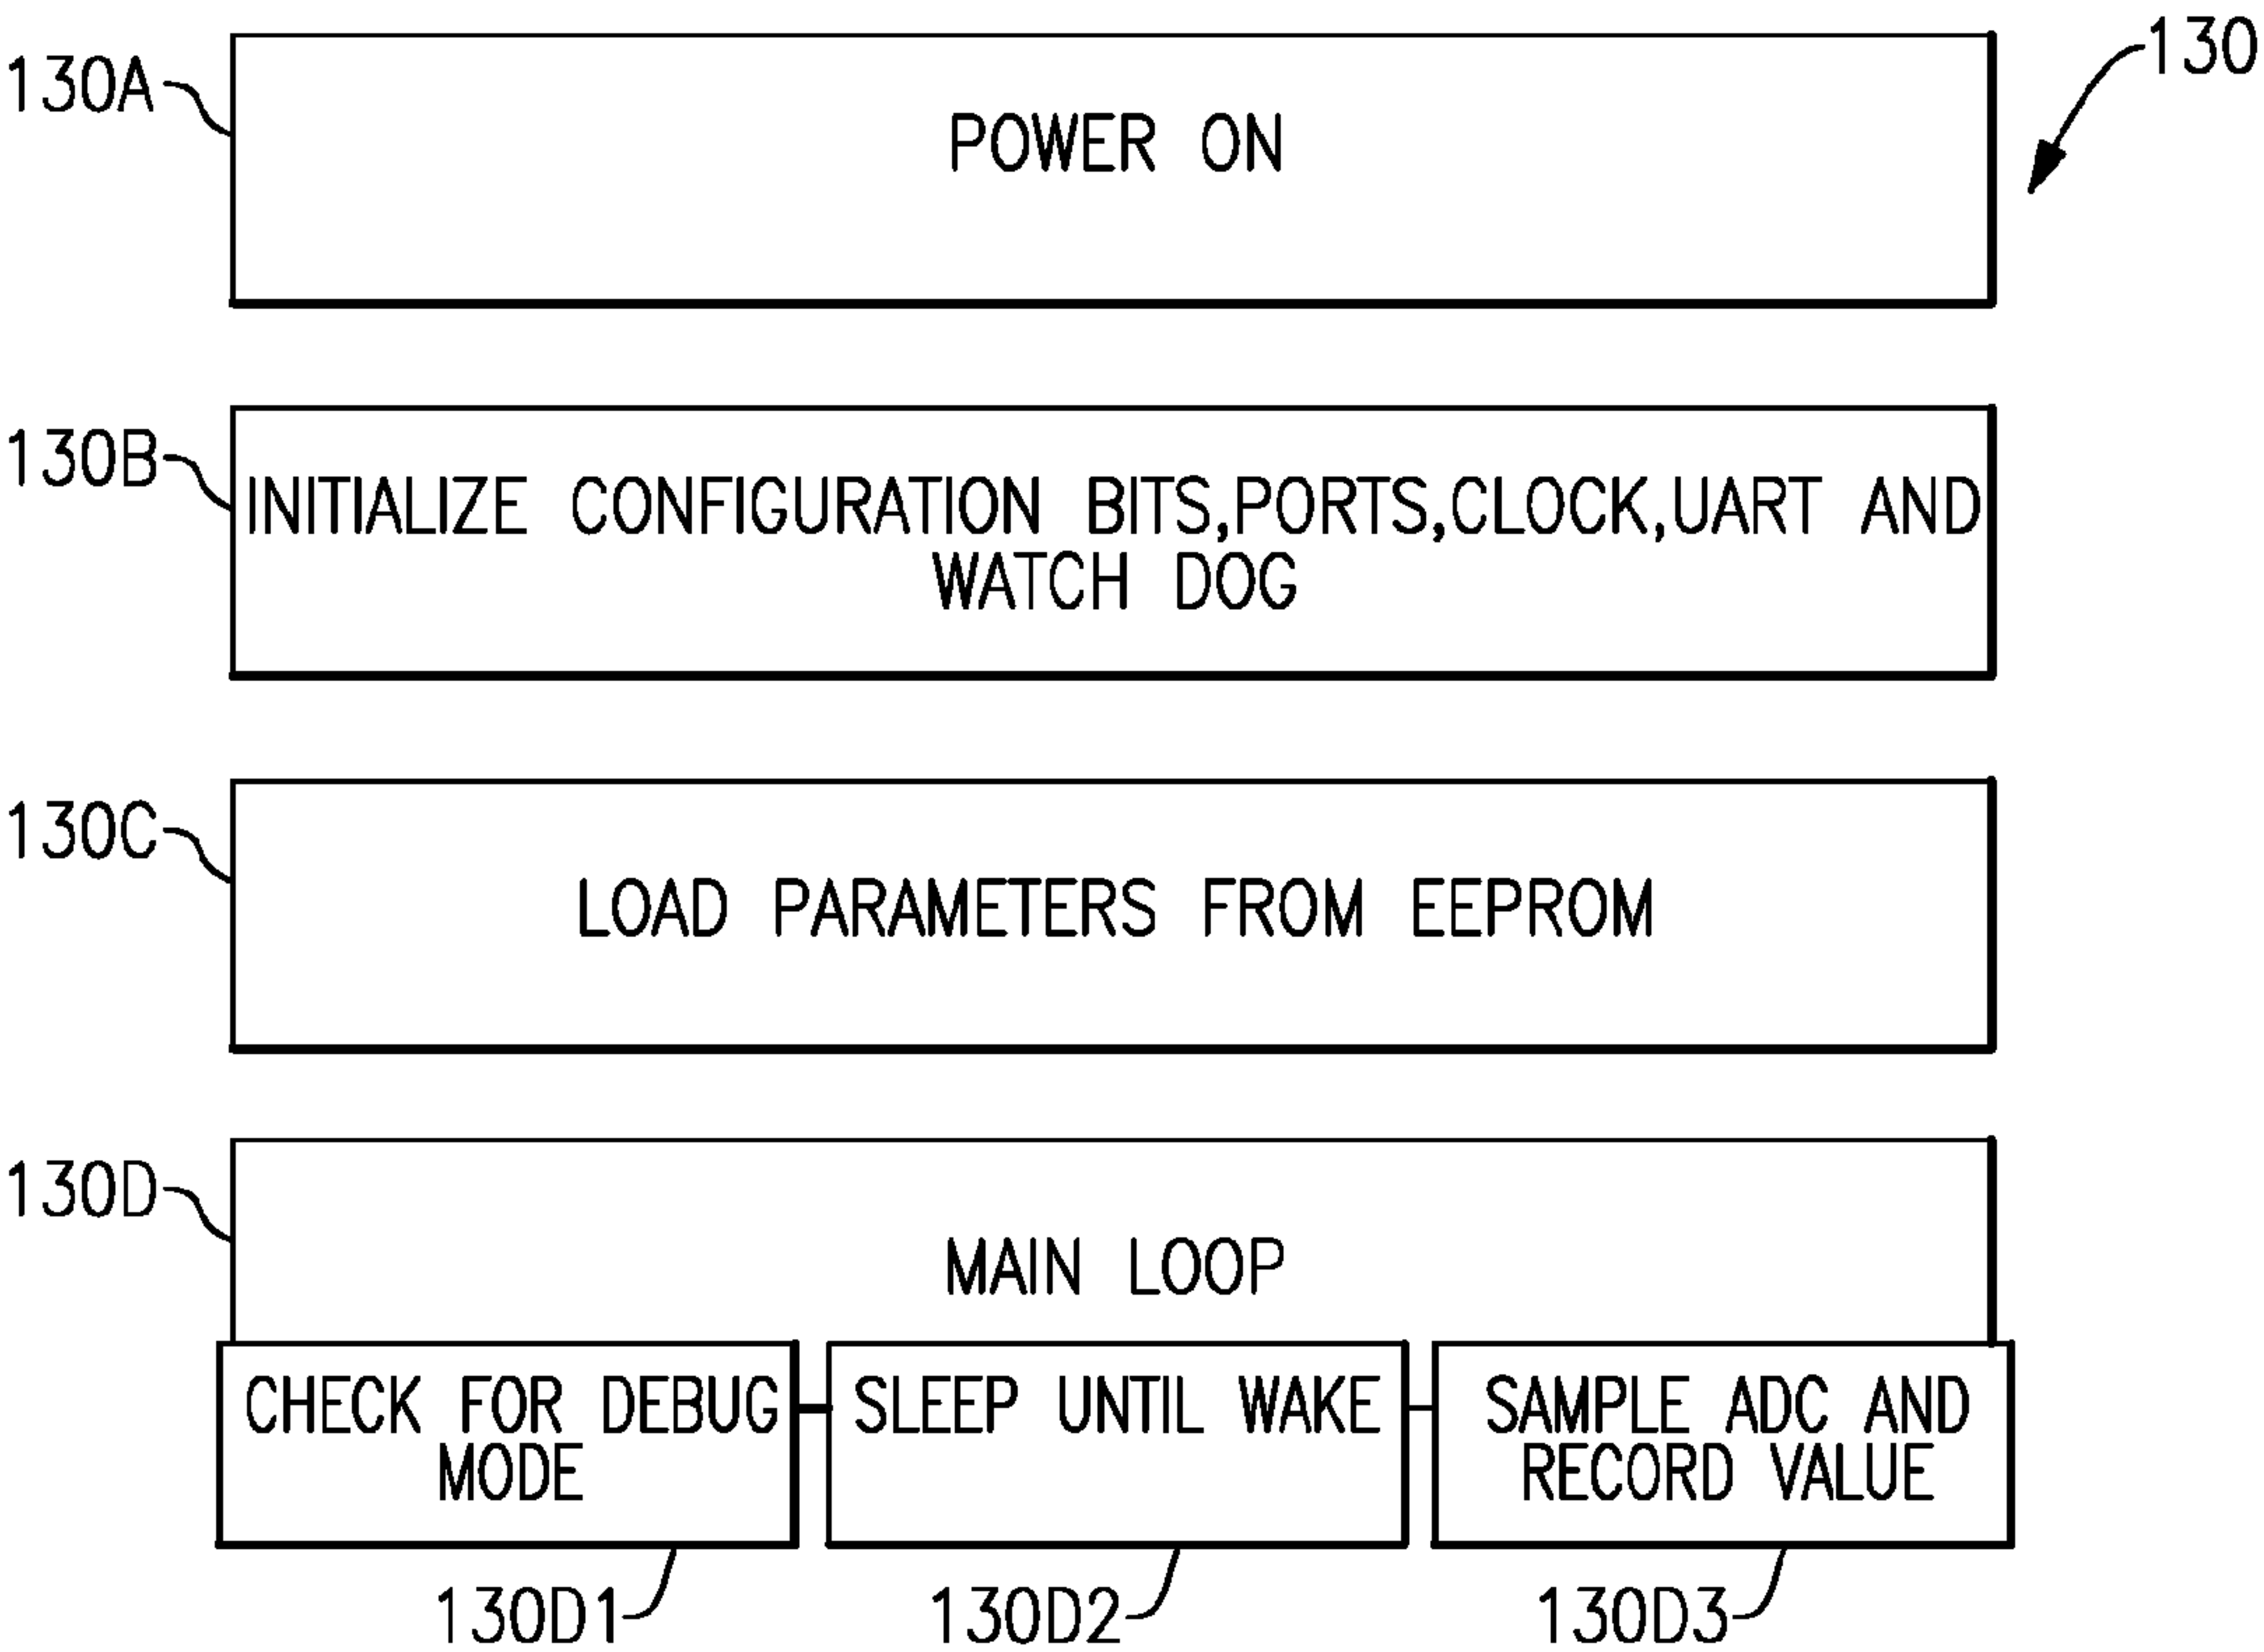 130
130A
POWER ON
130B
INITIALIZE CONFIGURATION BITS,PORTS,CLOCK,UART AND
WATCH DOG
130C
LOAD PARAMETERS FROM EEPROM
130D
MAIN LOOP
CHECK FOR DEBUG
MODE
SLEEP UNTIL WAKE
SAMPLE ADC AND
RECORD VALUE
130D1
130D2
130D3